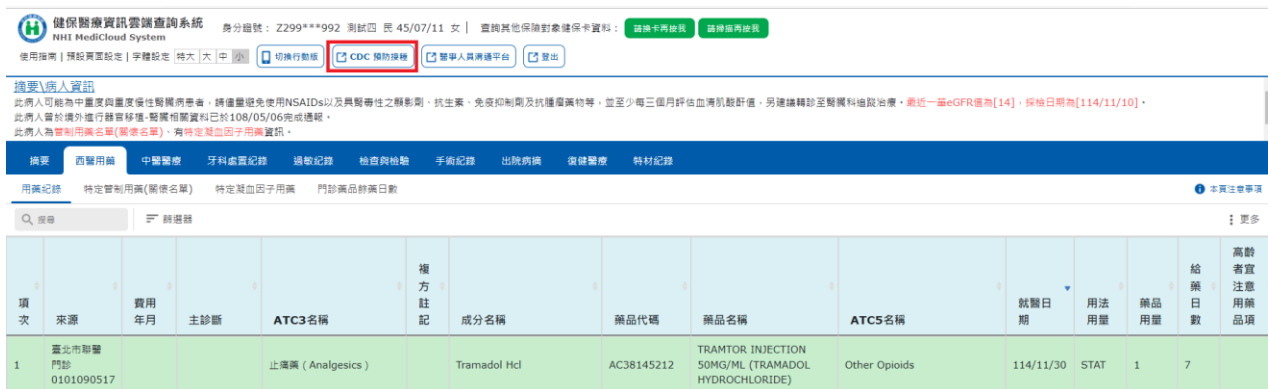 健保醫療資訊雲端查詢系統
NHI MediCloud System
身分證號： Z299***992 測試四 民 45/07/11 女 │ 查詢其他保險對象健保卡資料： 請換卡再按我 請掃描再按我
使用指南 | 預設頁面設定 | 字體設定 特大 大 中 小 切換行動版 CDC 預防接種 醫事人員溝通平台 登出
摘要\病人資訊
此病人可能為中重度與重度慢性腎臟病患者，請儘量避免使用NSAIDs以及具腎毒性之顯影劑、抗生素、免疫抑制劑及抗腫瘤藥物等，並至少每三個月評估血清肌酸酐值，另建議轉診至腎臟科追蹤治療。最近一筆eGFR值為[14]，採檢日期為[114/11/10]。
此病人曾於境外進行器官移植-腎臟相關資料已於108/05/06完成通報。
此病人為管制用藥名單(關懷名單)、有特定凝血因子用藥資訊。
摘要 西醫用藥 中醫醫療 牙科處置紀錄 過敏紀錄 檢查與檢驗 手術紀錄 出院病摘 復健醫療 特材紀錄
用藥紀錄 特定管制用藥(關懷名單) 特定凝血因子用藥 門診藥品餘藥日數 本頁注意事項
搜尋 篩選器 更多
項次 來源 費用年月 主診斷 ATC3名稱 複方註記 成分名稱 藥品代碼 藥品名稱 ATC5名稱 就醫日期 用法用量 藥品用量 給藥日數 高齡者宜注意用藥品項
1 臺北市聯醫 門診 0101090517 止痛藥 ( Analgesics ) Tramadol Hcl AC38145212 TRAMTOR INJECTION 50MG/ML (TRAMADOL HYDROCHLORIDE) Other Opioids 114/11/30 STAT 1 7